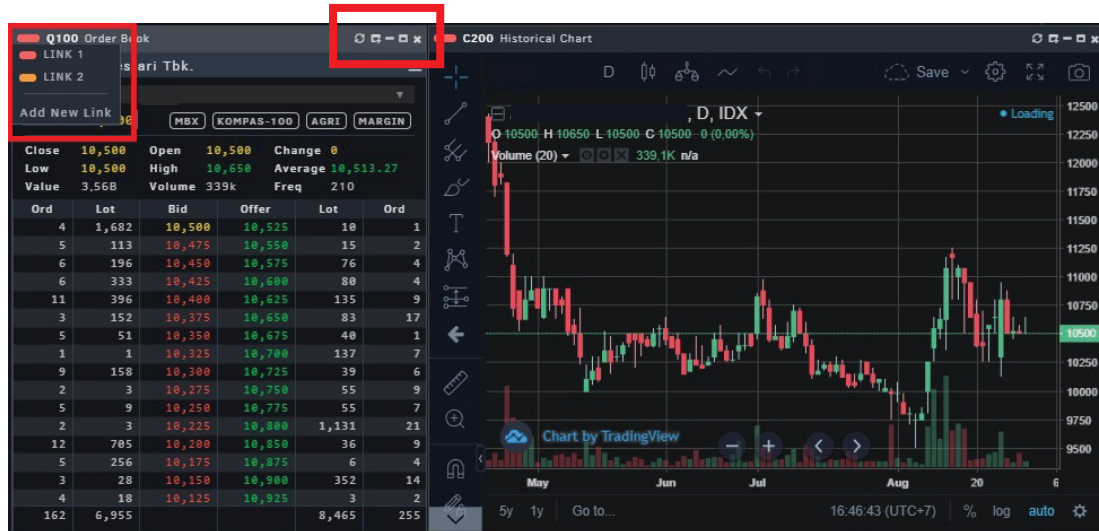 Q100 Order Book
LINK 1
LINK 2
Add New Link
ari Tbk.
MBX KOMPAS-100 AGRI MARGIN
Close 10,500 Open 10,500 Change 0
Low 10,500 High 10,650 Average 10,513.27
Value 3,56B Volume 339k Freq 210
Ord Lot Bid Offer Lot Ord
4 1,682 10,500 10,525 10 1
5 113 10,475 10,550 15 2
6 196 10,450 10,575 76 4
6 333 10,425 10,600 80 4
11 396 10,400 10,625 135 9
3 152 10,375 10,650 83 17
5 51 10,350 10,675 40 1
1 1 10,325 10,700 137 7
9 158 10,300 10,725 39 6
2 3 10,275 10,750 55 9
5 9 10,250 10,775 55 7
2 3 10,225 10,800 1,131 21
12 705 10,200 10,850 36 9
5 256 10,175 10,875 6 4
3 28 10,150 10,900 352 14
4 18 10,125 10,925 3 2
162 6,955 8,465 255
C200 Historical Chart
D Save
, D, IDX
Loading
O 10500 H 10650 L 10500 C 10500 0 (0,00%)
Volume (20) 339,1K n/a
12500
12250
12000
11750
11500
11250
11000
10750
10500
10250
10000
9750
9500
Chart by TradingView
May Jun Jul Aug 20 6
5y 1y Go to... 16:46:43 (UTC+7) % log auto